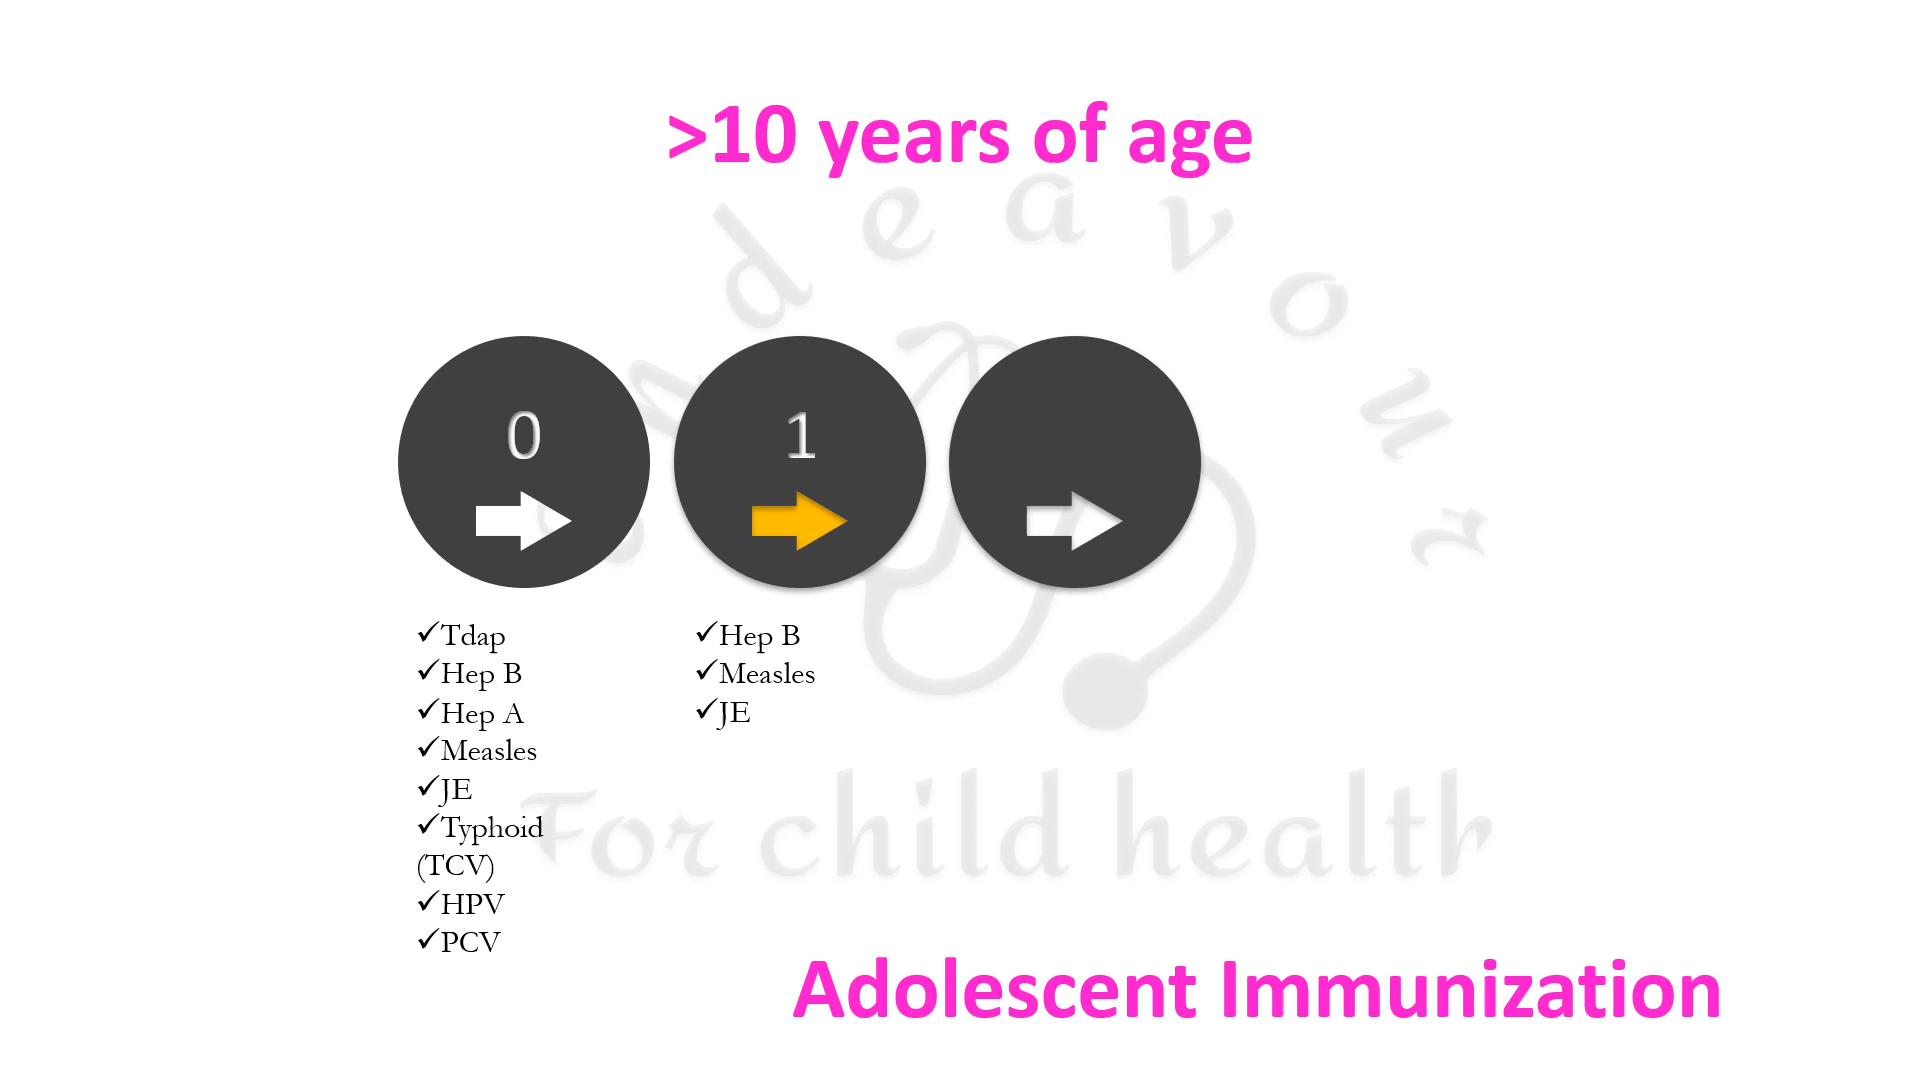 >10 years of age
endeavour
0
1
✓Tdap
✓Hep B
✓Hep A
✓Measles
✓JE
✓Typhoid
(TCV)
✓HPV
✓PCV
✓Hep B
✓Measles
✓JE
For child health
Adolescent Immunization